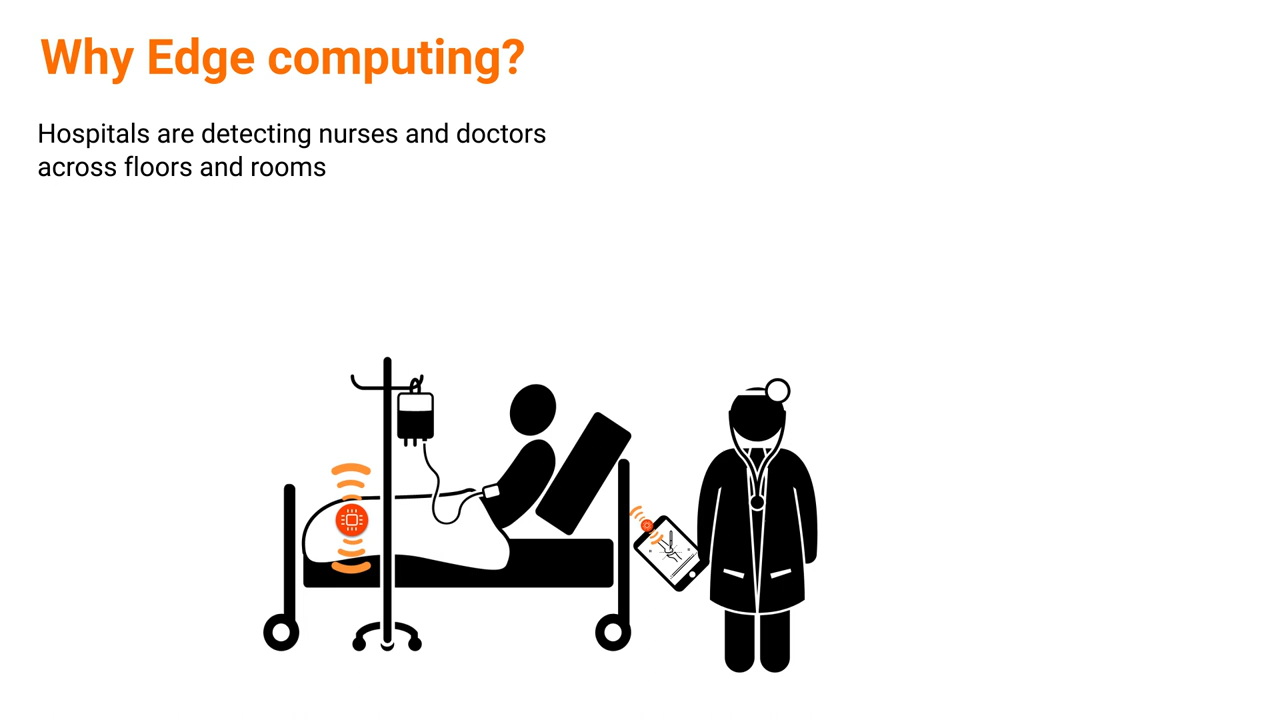 Why Edge computing?
Hospitals are detecting nurses and doctors
across floors and rooms